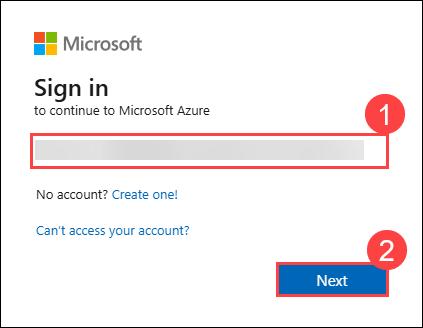 Microsoft
Sign in
to continue to Microsoft Azure
1
No account? Create one!
Can't access your account?
2
Next